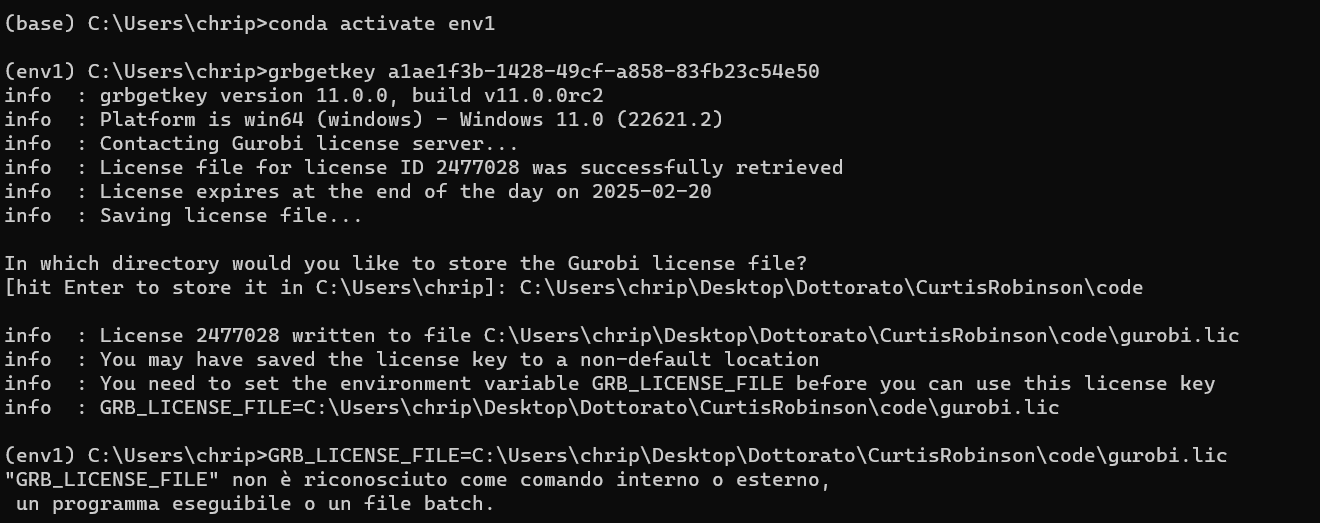 (base) C:\Users\chrip>conda activate env1
(env1) C:\Users\chrip>grbgetkey a1ae1f3b-1428-49cf-a858-83fb23c54e50
info  : grbgetkey version 11.0.0, build v11.0.0rc2
info  : Platform is win64 (windows) - Windows 11.0 (22621.2)
info  : Contacting Gurobi license server...
info  : License file for license ID 2477028 was successfully retrieved
info  : License expires at the end of the day on 2025-02-20
info  : Saving license file...
In which directory would you like to store the Gurobi license file?
[hit Enter to store it in C:\Users\chrip]: C:\Users\chrip\Desktop\Dottorato\CurtisRobinson\code
info  : License 2477028 written to file C:\Users\chrip\Desktop\Dottorato\CurtisRobinson\code\gurobi.lic
info  : You may have saved the license key to a non-default location
info  : You need to set the environment variable GRB_LICENSE_FILE before you can use this license key
info  : GRB_LICENSE_FILE=C:\Users\chrip\Desktop\Dottorato\CurtisRobinson\code\gurobi.lic
(env1) C:\Users\chrip>GRB_LICENSE_FILE=C:\Users\chrip\Desktop\Dottorato\CurtisRobinson\code\gurobi.lic
"GRB_LICENSE_FILE" non è riconosciuto come comando interno o esterno,
 un programma eseguibile o un file batch.